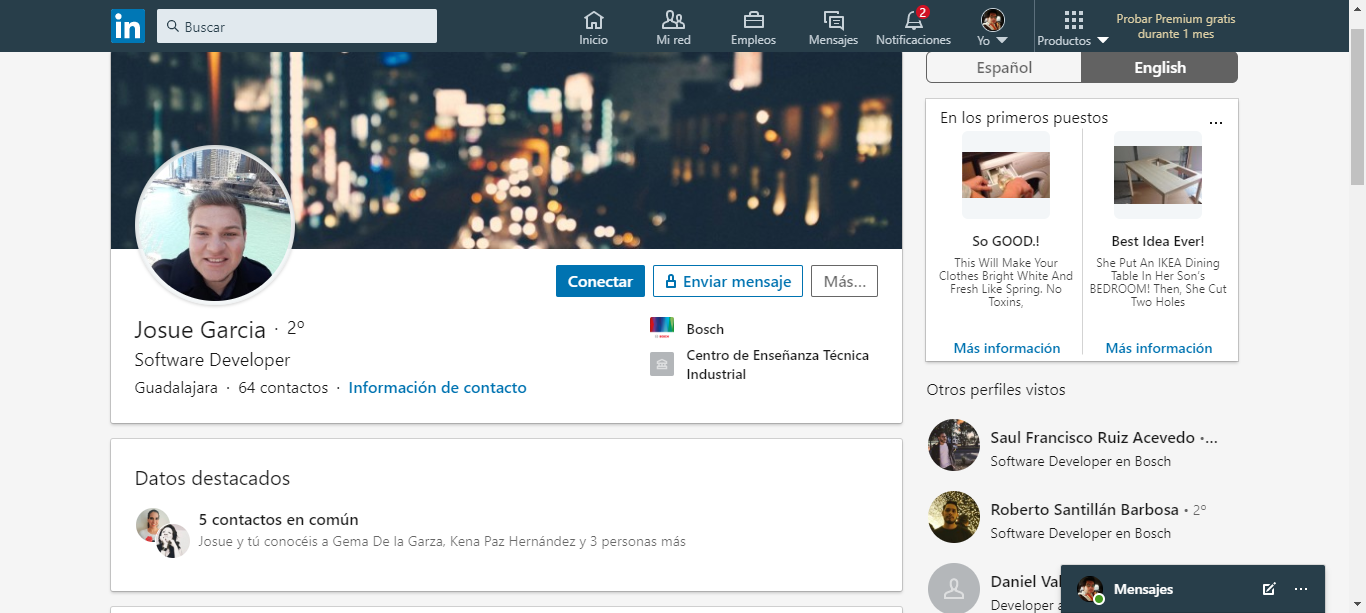 in
Buscar
Inicio
Mi red
Empleos
Mensajes
2
Notificaciones
Yo
Productos
Probar Premium gratis
durante 1 mes
Español
English
En los primeros puestos
...
So GOOD.!
This Will Make Your
Clothes Bright White And
Fresh Like Spring. No
Toxins,
Más información
Best Idea Ever!
She Put An IKEA Dining
Table In Her Son's
BEDROOM! Then, She Cut
Two Holes
Más información
Conectar
Enviar mensaje
Más...
Josue Garcia · 2º
Software Developer
Guadalajara · 64 contactos · Información de contacto
Bosch
Centro de Enseñanza Técnica
Industrial
Datos destacados
5 contactos en común
Josue y tú conocéis a Gema De la Garza, Kena Paz Hernández y 3 personas más
Otros perfiles vistos
Saul Francisco Ruiz Acevedo •...
Software Developer en Bosch
Roberto Santillán Barbosa • 2º
Software Developer en Bosch
Daniel
Developer
Mensajes
...